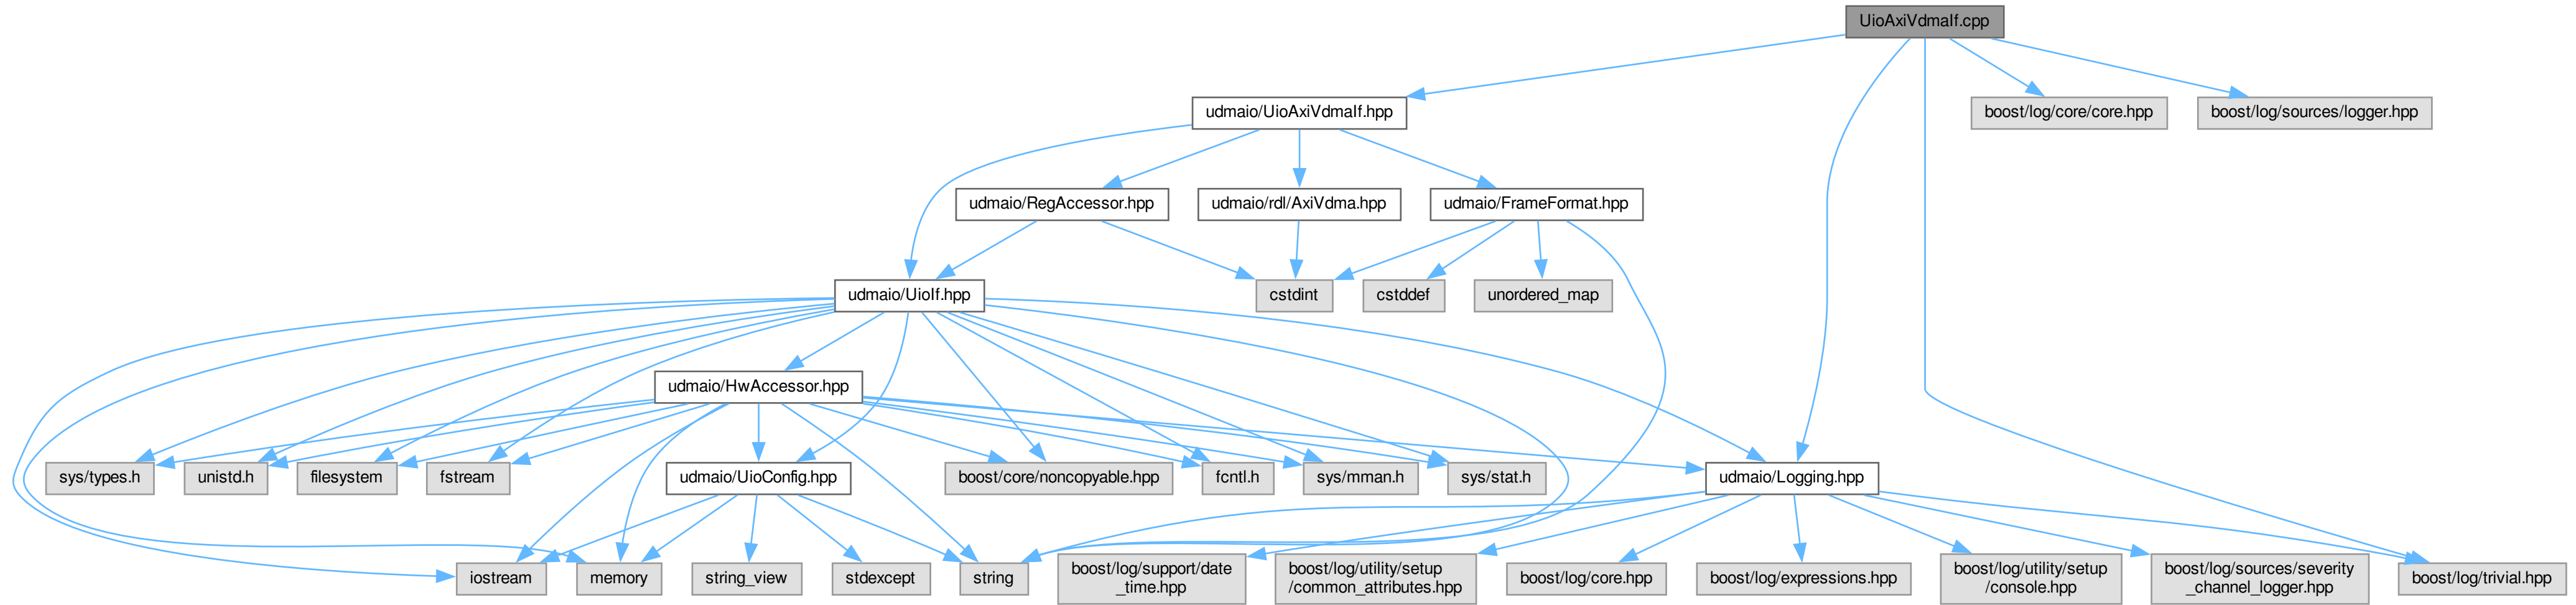 UioAxiVdmaIf.cpp
udmaio/UioAxiVdmaIf.hpp
boost/log/core/core.hpp
boost/log/sources/logger.hpp
udmaio/RegAccessor.hpp
udmaio/rdl/AxiVdma.hpp
udmaio/FrameFormat.hpp
udmaio/UioIf.hpp
cstdint
cstddef
unordered_map
udmaio/HwAccessor.hpp
sys/types.h
unistd.h
filesystem
fstream
udmaio/UioConfig.hpp
boost/core/noncopyable.hpp
fcntl.h
sys/mman.h
sys/stat.h
udmaio/Logging.hpp
iostream
memory
string_view
stdexcept
string
boost/log/support/date
_time.hpp
boost/log/utility/setup
/common_attributes.hpp
boost/log/core.hpp
boost/log/expressions.hpp
boost/log/utility/setup
/console.hpp
boost/log/sources/severity
_channel_logger.hpp
boost/log/trivial.hpp